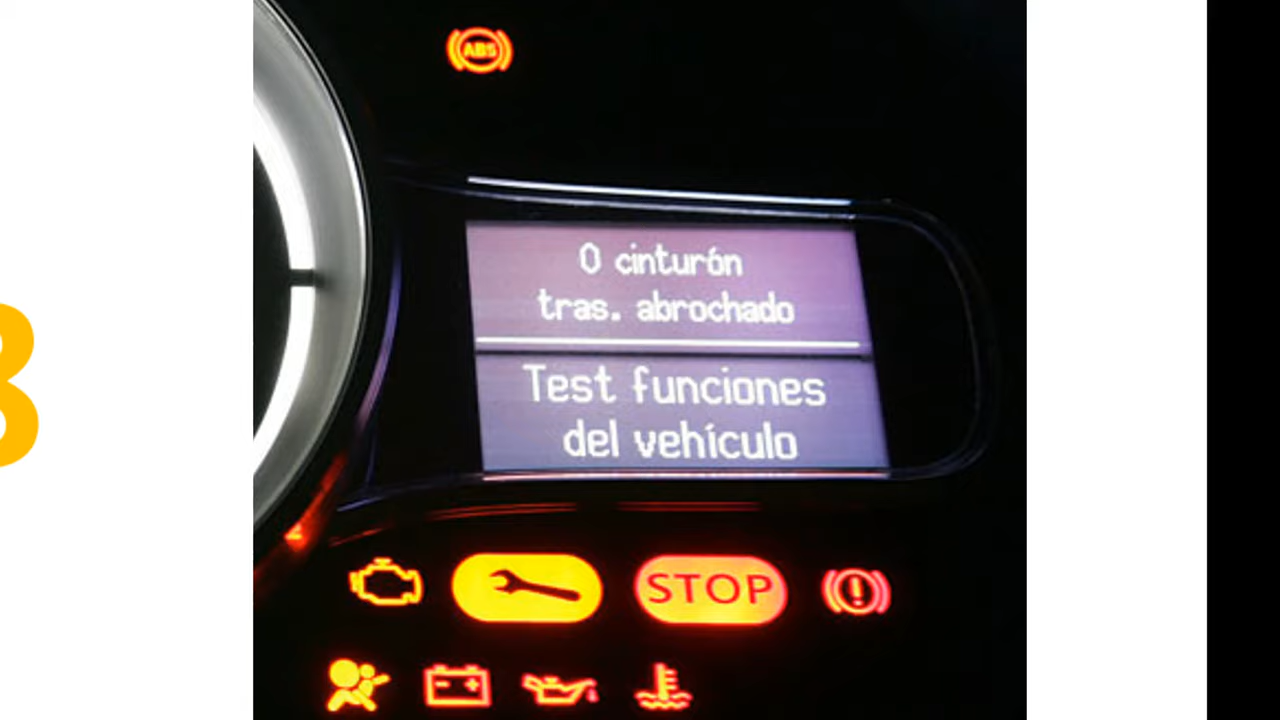 ABS
0 cinturón
tras. abrochado
Test funciones
del vehículo
STOP